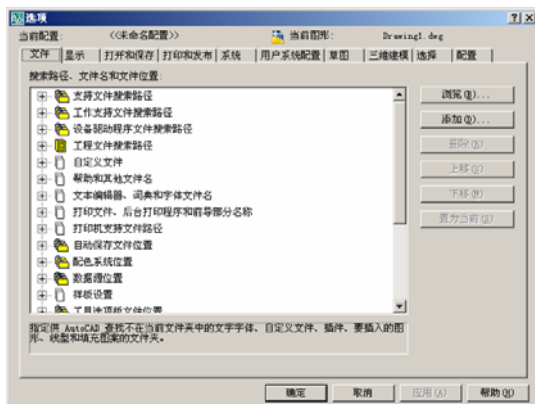 选项
当前配置: <<未命名配置>> 当前图形: Drawing1.dwg
文件 显示 打开和保存 打印和发布 系统 用户系统配置 草图 三维建模 选择 配置
搜索路径、文件名和文件位置:
支持文件搜索路径
工作支持文件搜索路径
设备驱动程序文件搜索路径
工程文件搜索路径
自定义文件
帮助和其他文件名
文本编辑器、词典和字体文件名
打印文件、后台打印程序和前导部分名称
打印机支持文件路径
自动保存文件位置
配色系统位置
数据源位置
样板设置
工具选项板文件位置
浏览(B)...
添加(D)...
删除(R)
上移(U)
下移(M)
置为当前(S)
指定供 AutoCAD 查找不在当前文件夹中的文字字体、自定义文件、插件、要插入的图
形、线型和填充图案的文件夹。
确定 取消 应用(A) 帮助(H)